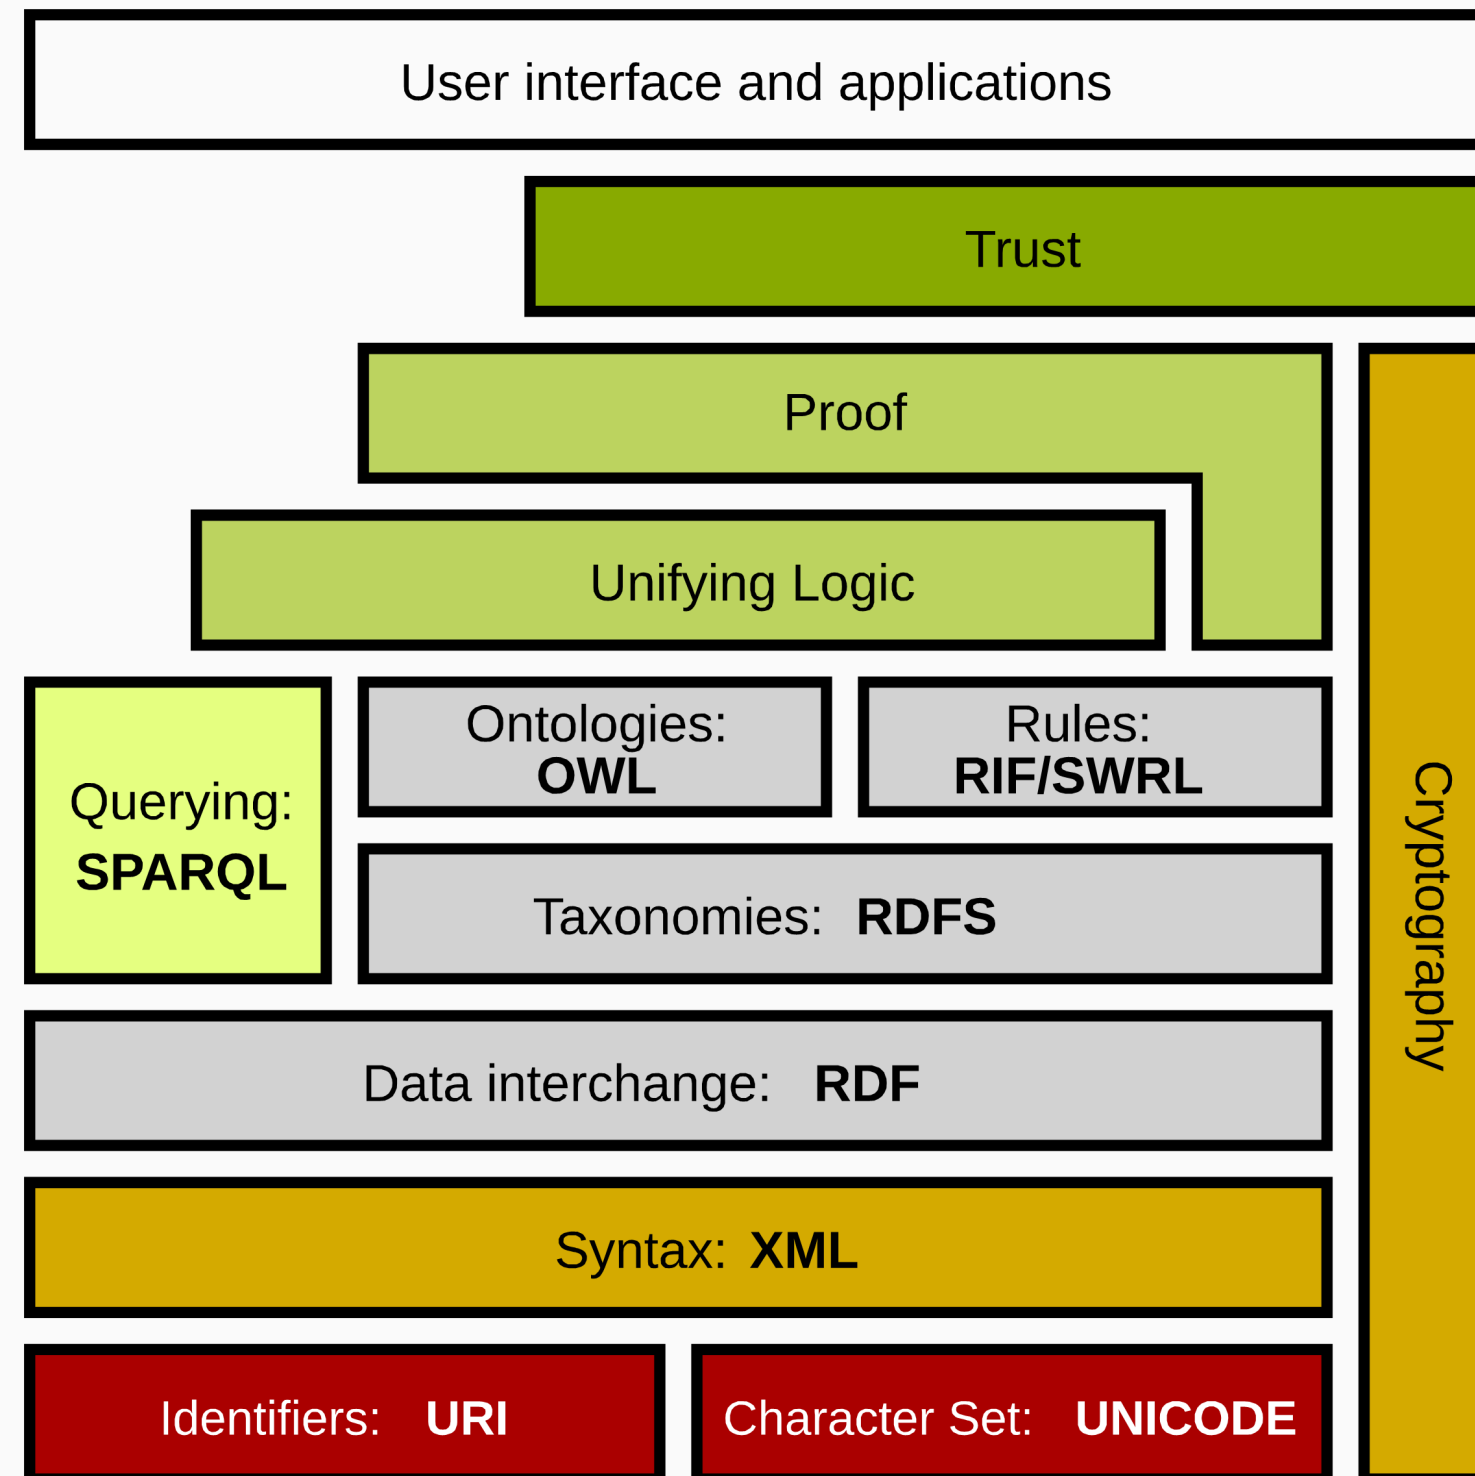 User interface and applications
Trust
Proof
Unifying Logic
Querying:
SPARQL
Ontologies:
OWL
Rules:
RIF/SWRL
Taxonomies: RDFS
Cryptography
Data interchange: RDF
Syntax: XML
Identifiers: URI
Character Set: UNICODE